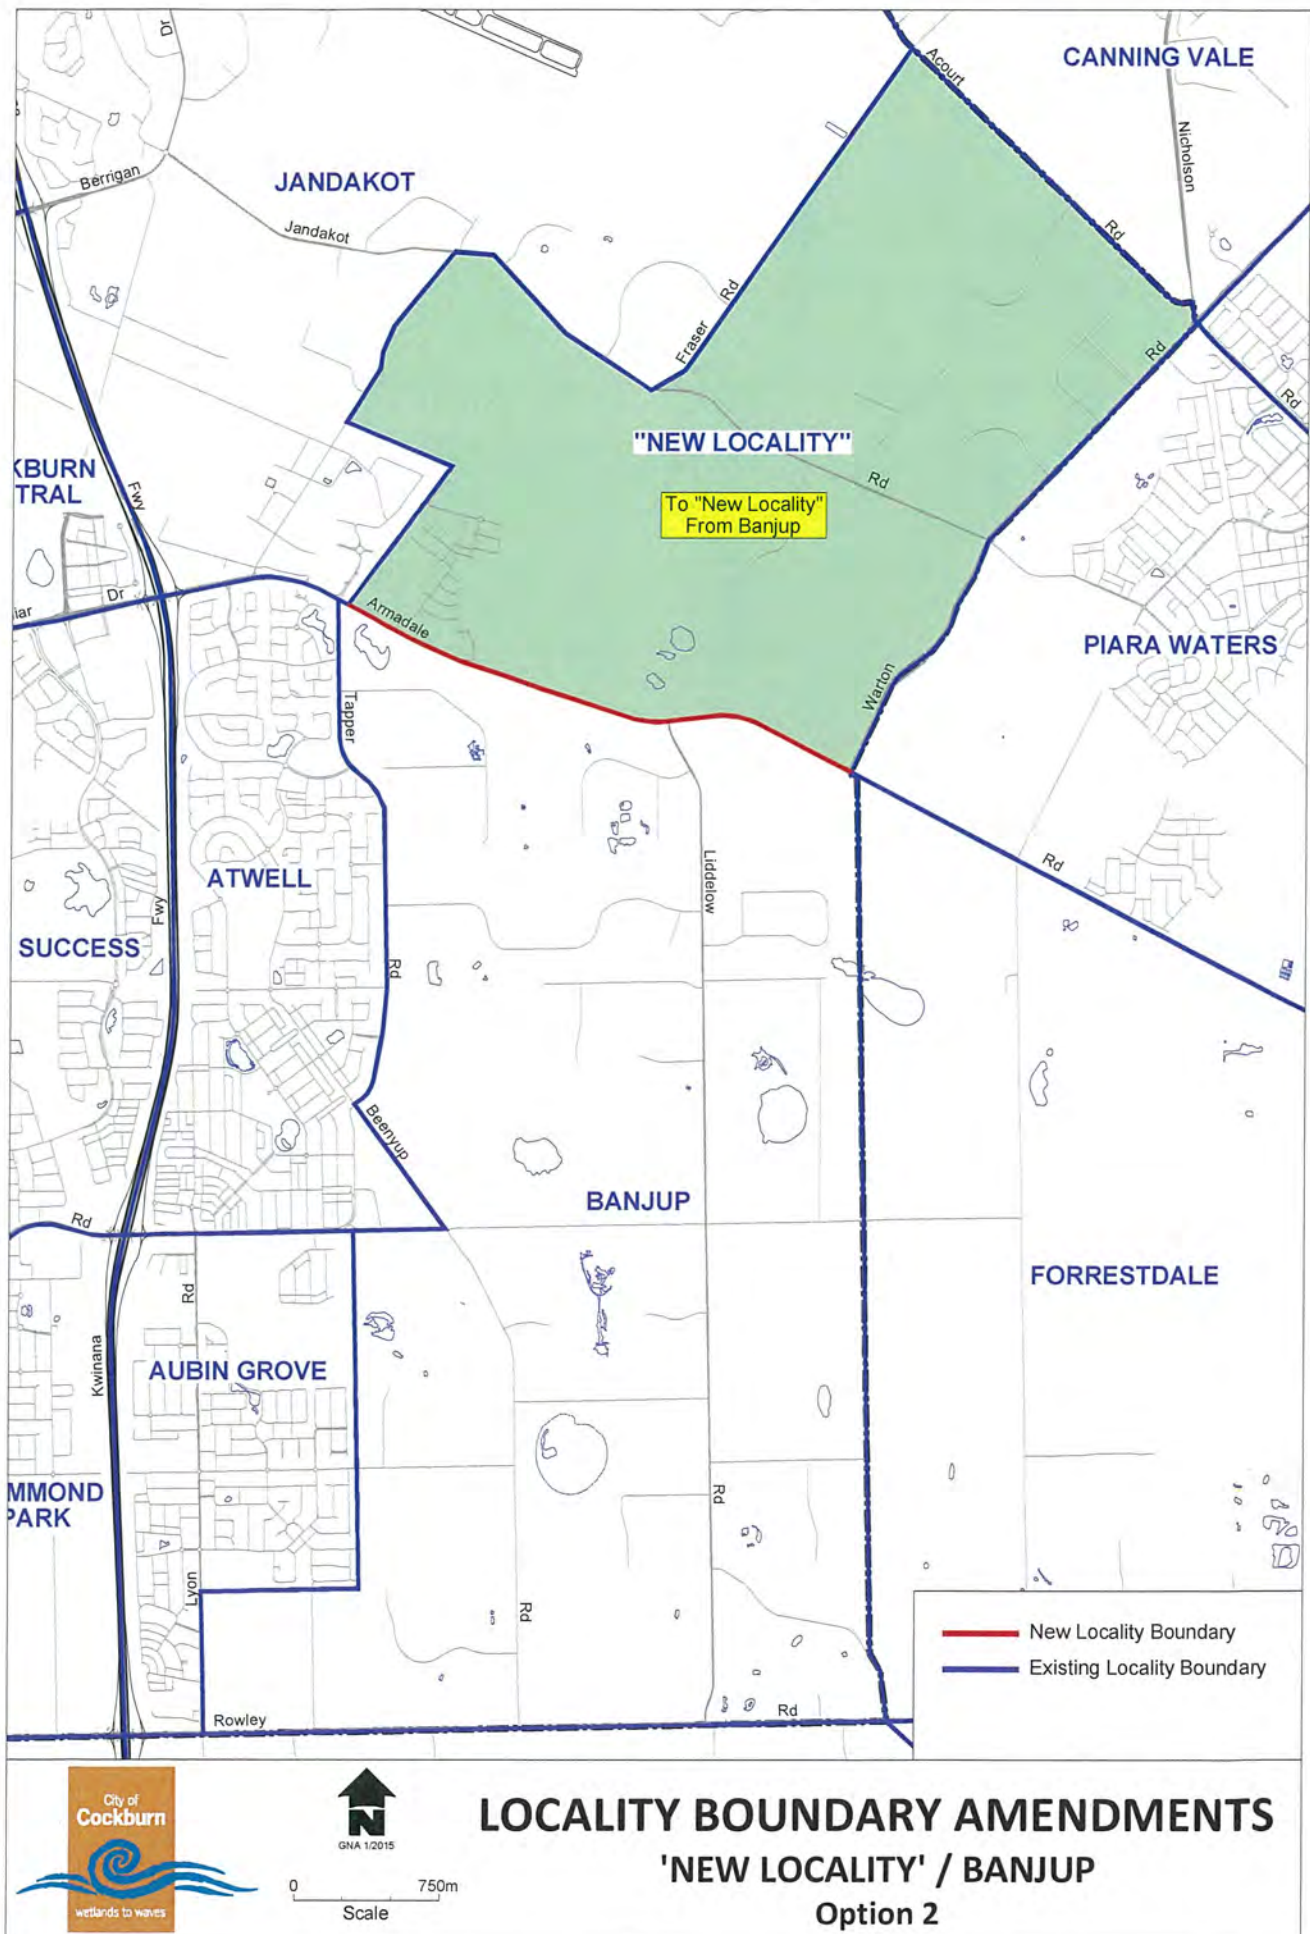 Dr
CANNING VALE
Acourt
Nicholson
Berrigan
JANDAKOT
Jandakot
Rd
Rd
Fraser
Rd
Rd
"NEW LOCALITY"
KBURN
TRAL
Fwy
Rd
To "New Locality"
From Banjup
Dr
iar
Armadale
PIARA WATERS
Warton
Tapper
Rd
Liddelow
ATWELL
Fwy
SUCCESS
Rd
Beenyup
BANJUP
Rd
FORRESTDALE
Rd
Kwinana
AUBIN GROVE
MMOND
PARK
Rd
Lyon
Rd
New Locality Boundary
Existing Locality Boundary
Rowley
Rd
City of
Cockburn
wetlands to waves
N
GNA 1/2015
0 750m
Scale
LOCALITY BOUNDARY AMENDMENTS
'NEW LOCALITY' / BANJUP
Option 2